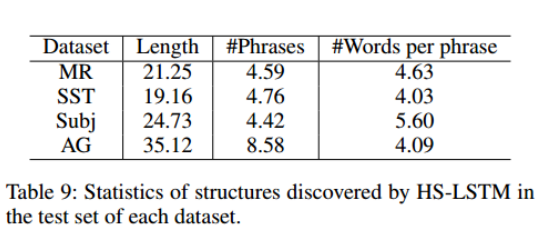 Dataset Length #Phrases #Words per phrase
MR 21.25 4.59 4.63
SST 19.16 4.76 4.03
Subj 24.73 4.42 5.60
AG 35.12 8.58 4.09
Table 9: Statistics of structures discovered by HS-LSTM in
the test set of each dataset.